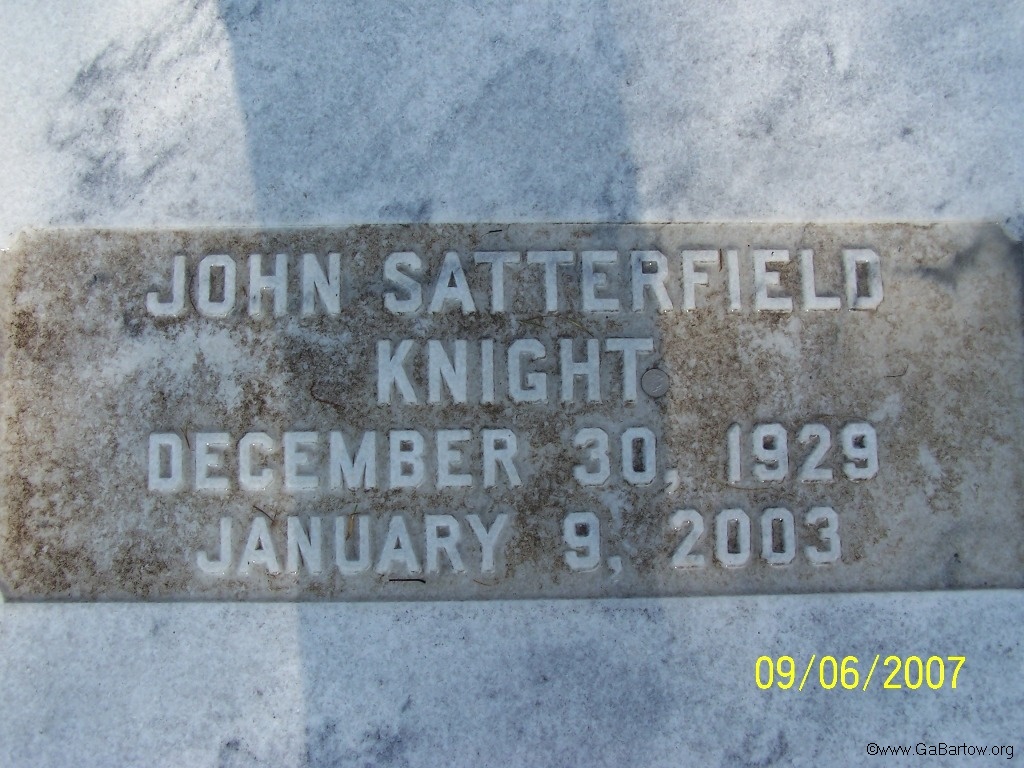 JOHN SATTERFIELD
KNIGHT
DECEMBER 30, 1929
JANUARY 9, 2003
09/06/2007
©www.GaBartow.org